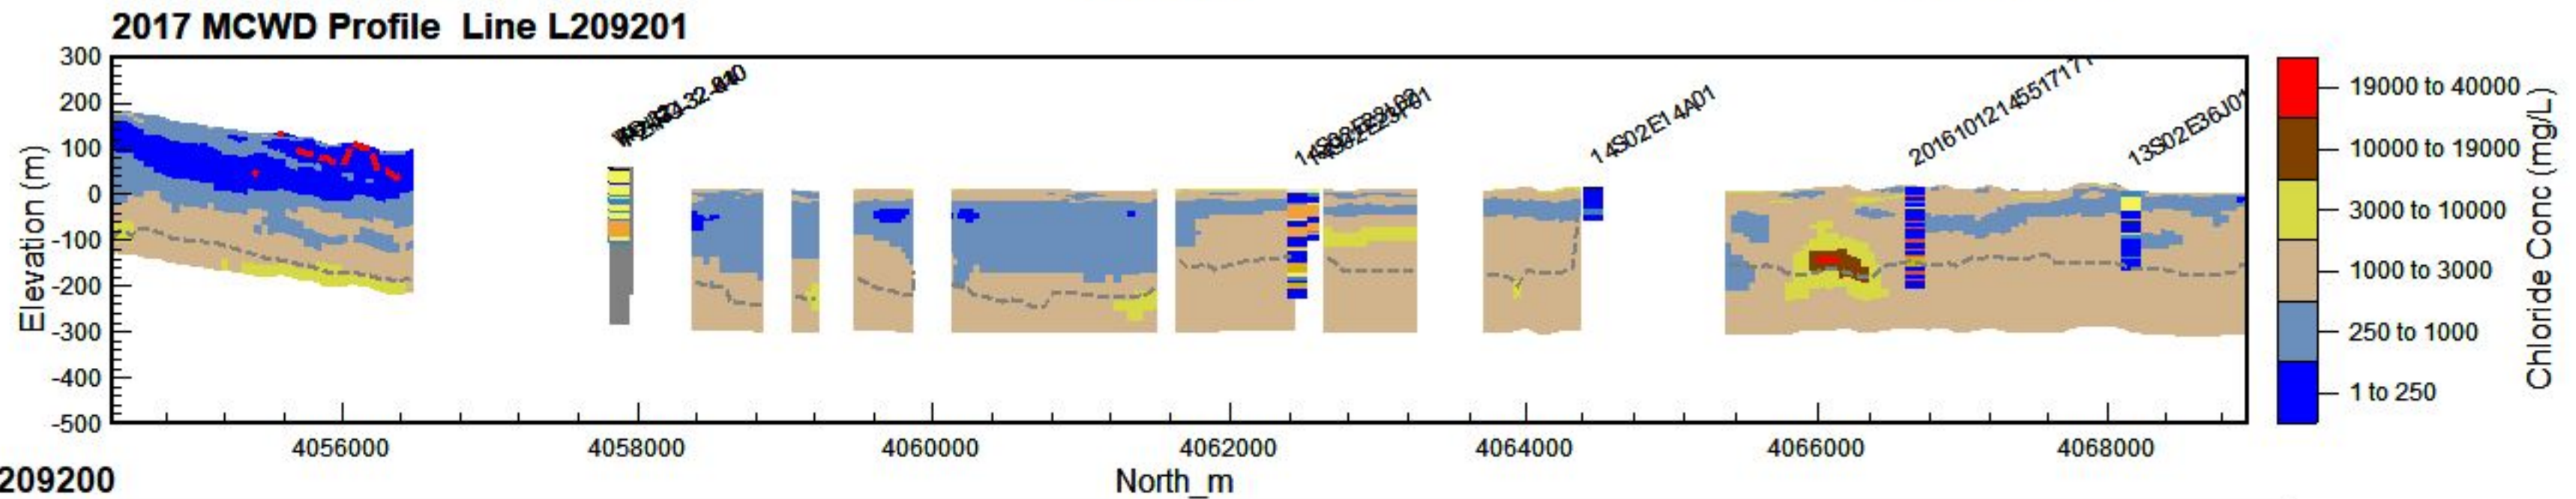 2017 MCWD Profile Line L209201
300
200
100
0
-100
-200
-300
-400
-500
Elevation (m)
14S02E14A01
13S02E36J01
4056000
4058000
4060000
4062000
4064000
4066000
4068000
North_m
19000 to 40000
10000 to 19000
3000 to 10000
1000 to 3000
250 to 1000
1 to 250
Chloride Conc (mg/L)
209200